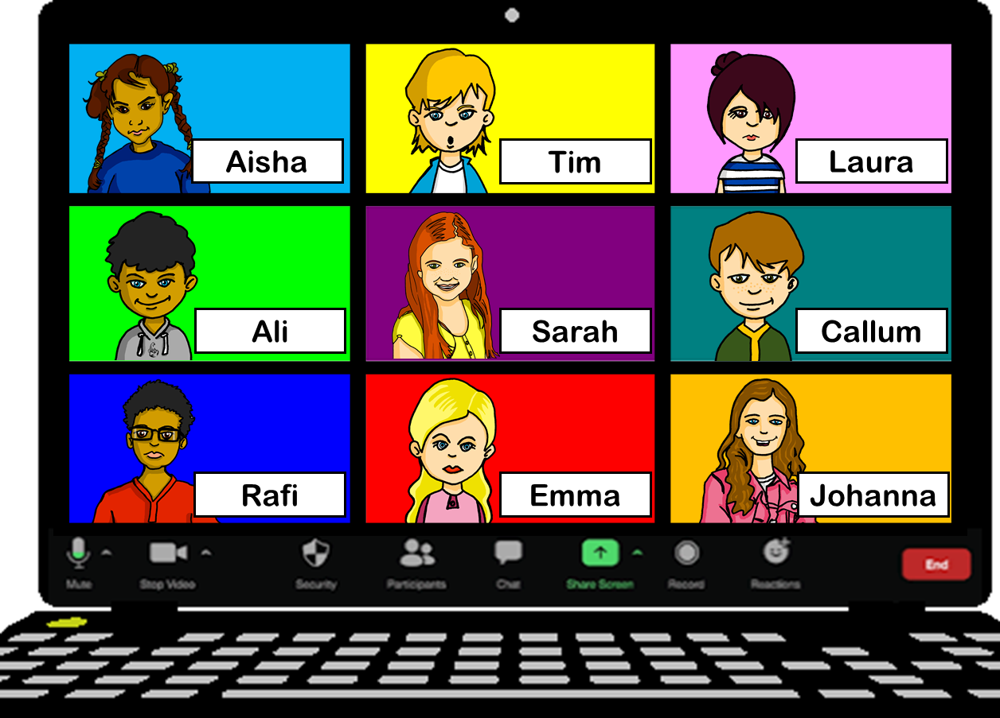 Aisha
Tim
Laura
Ali
Sarah
Callum
Rafi
Emma
Johanna
Mute
Stop Video
Security
Participants
Chat
Share Screen
Record
Reactions
End